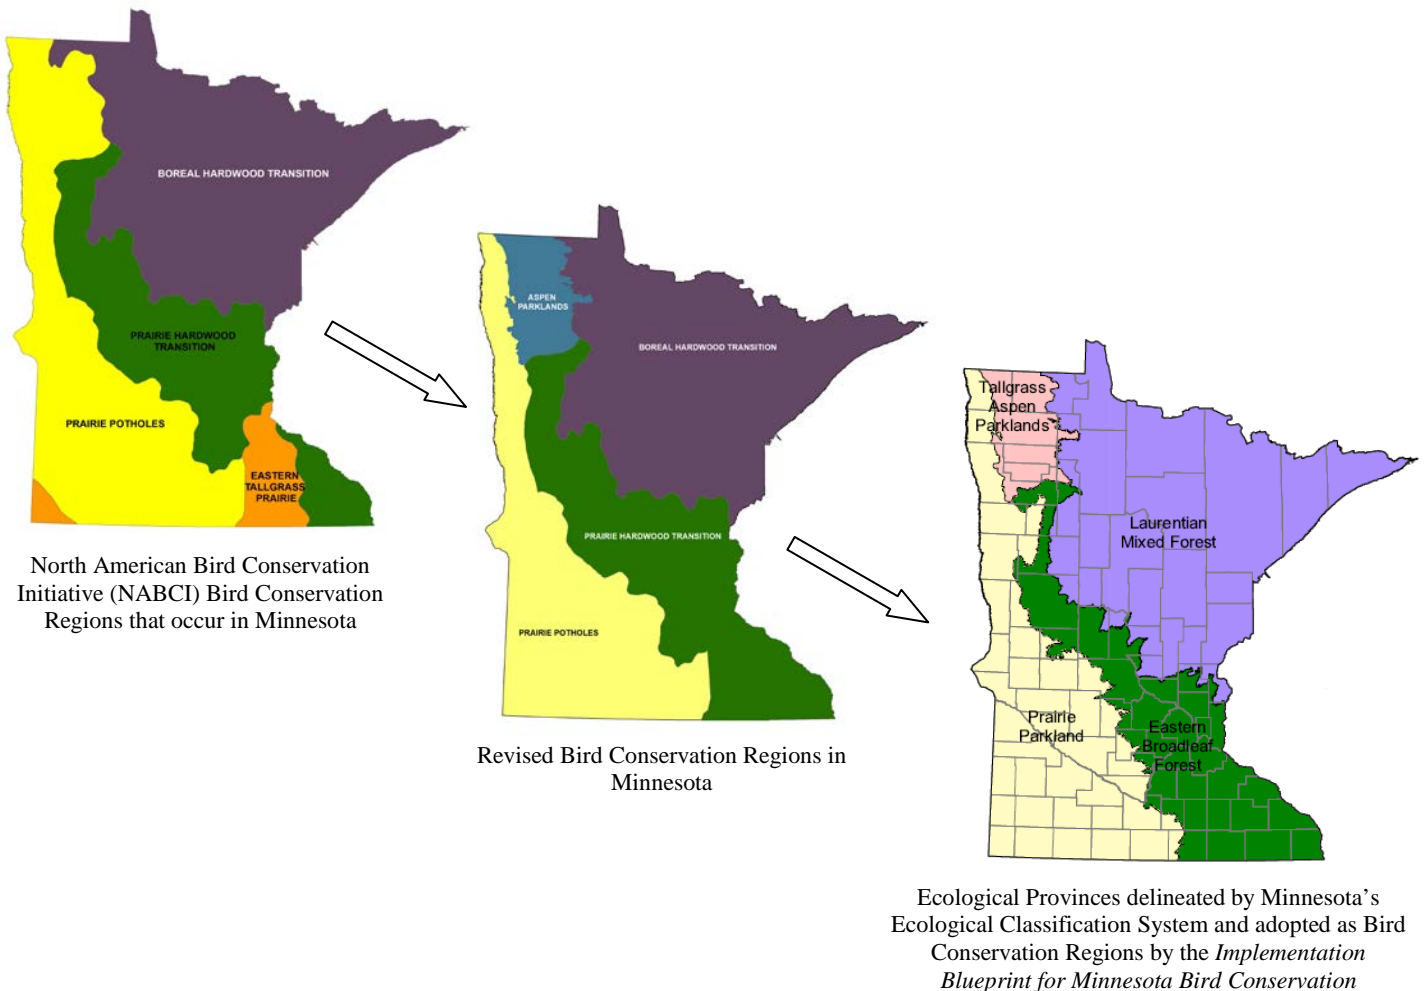 BOREAL HARDWOOD TRANSITION
PRAIRIE HARDWOOD
TRANSITION
PRAIRIE POTHOLES
EASTERN
TALLGRASS
PRAIRIE
North American Bird Conservation
Initiative (NABCI) Bird Conservation
Regions that occur in Minnesota
ASPEN
PARKLANDS
BOREAL HARDWOOD TRANSITION
PRAIRIE HARDWOOD TRANSITION
PRAIRIE POTHOLES
Revised Bird Conservation Regions in
Minnesota
Tallgrass
Aspen
Parklands
Laurentian
Mixed Forest
Prairie
Parkland
Eastern
Broadleaf
Forest
Ecological Provinces delineated by Minnesota’s
Ecological Classification System and adopted as Bird
Conservation Regions by the Implementation
Blueprint for Minnesota Bird Conservation